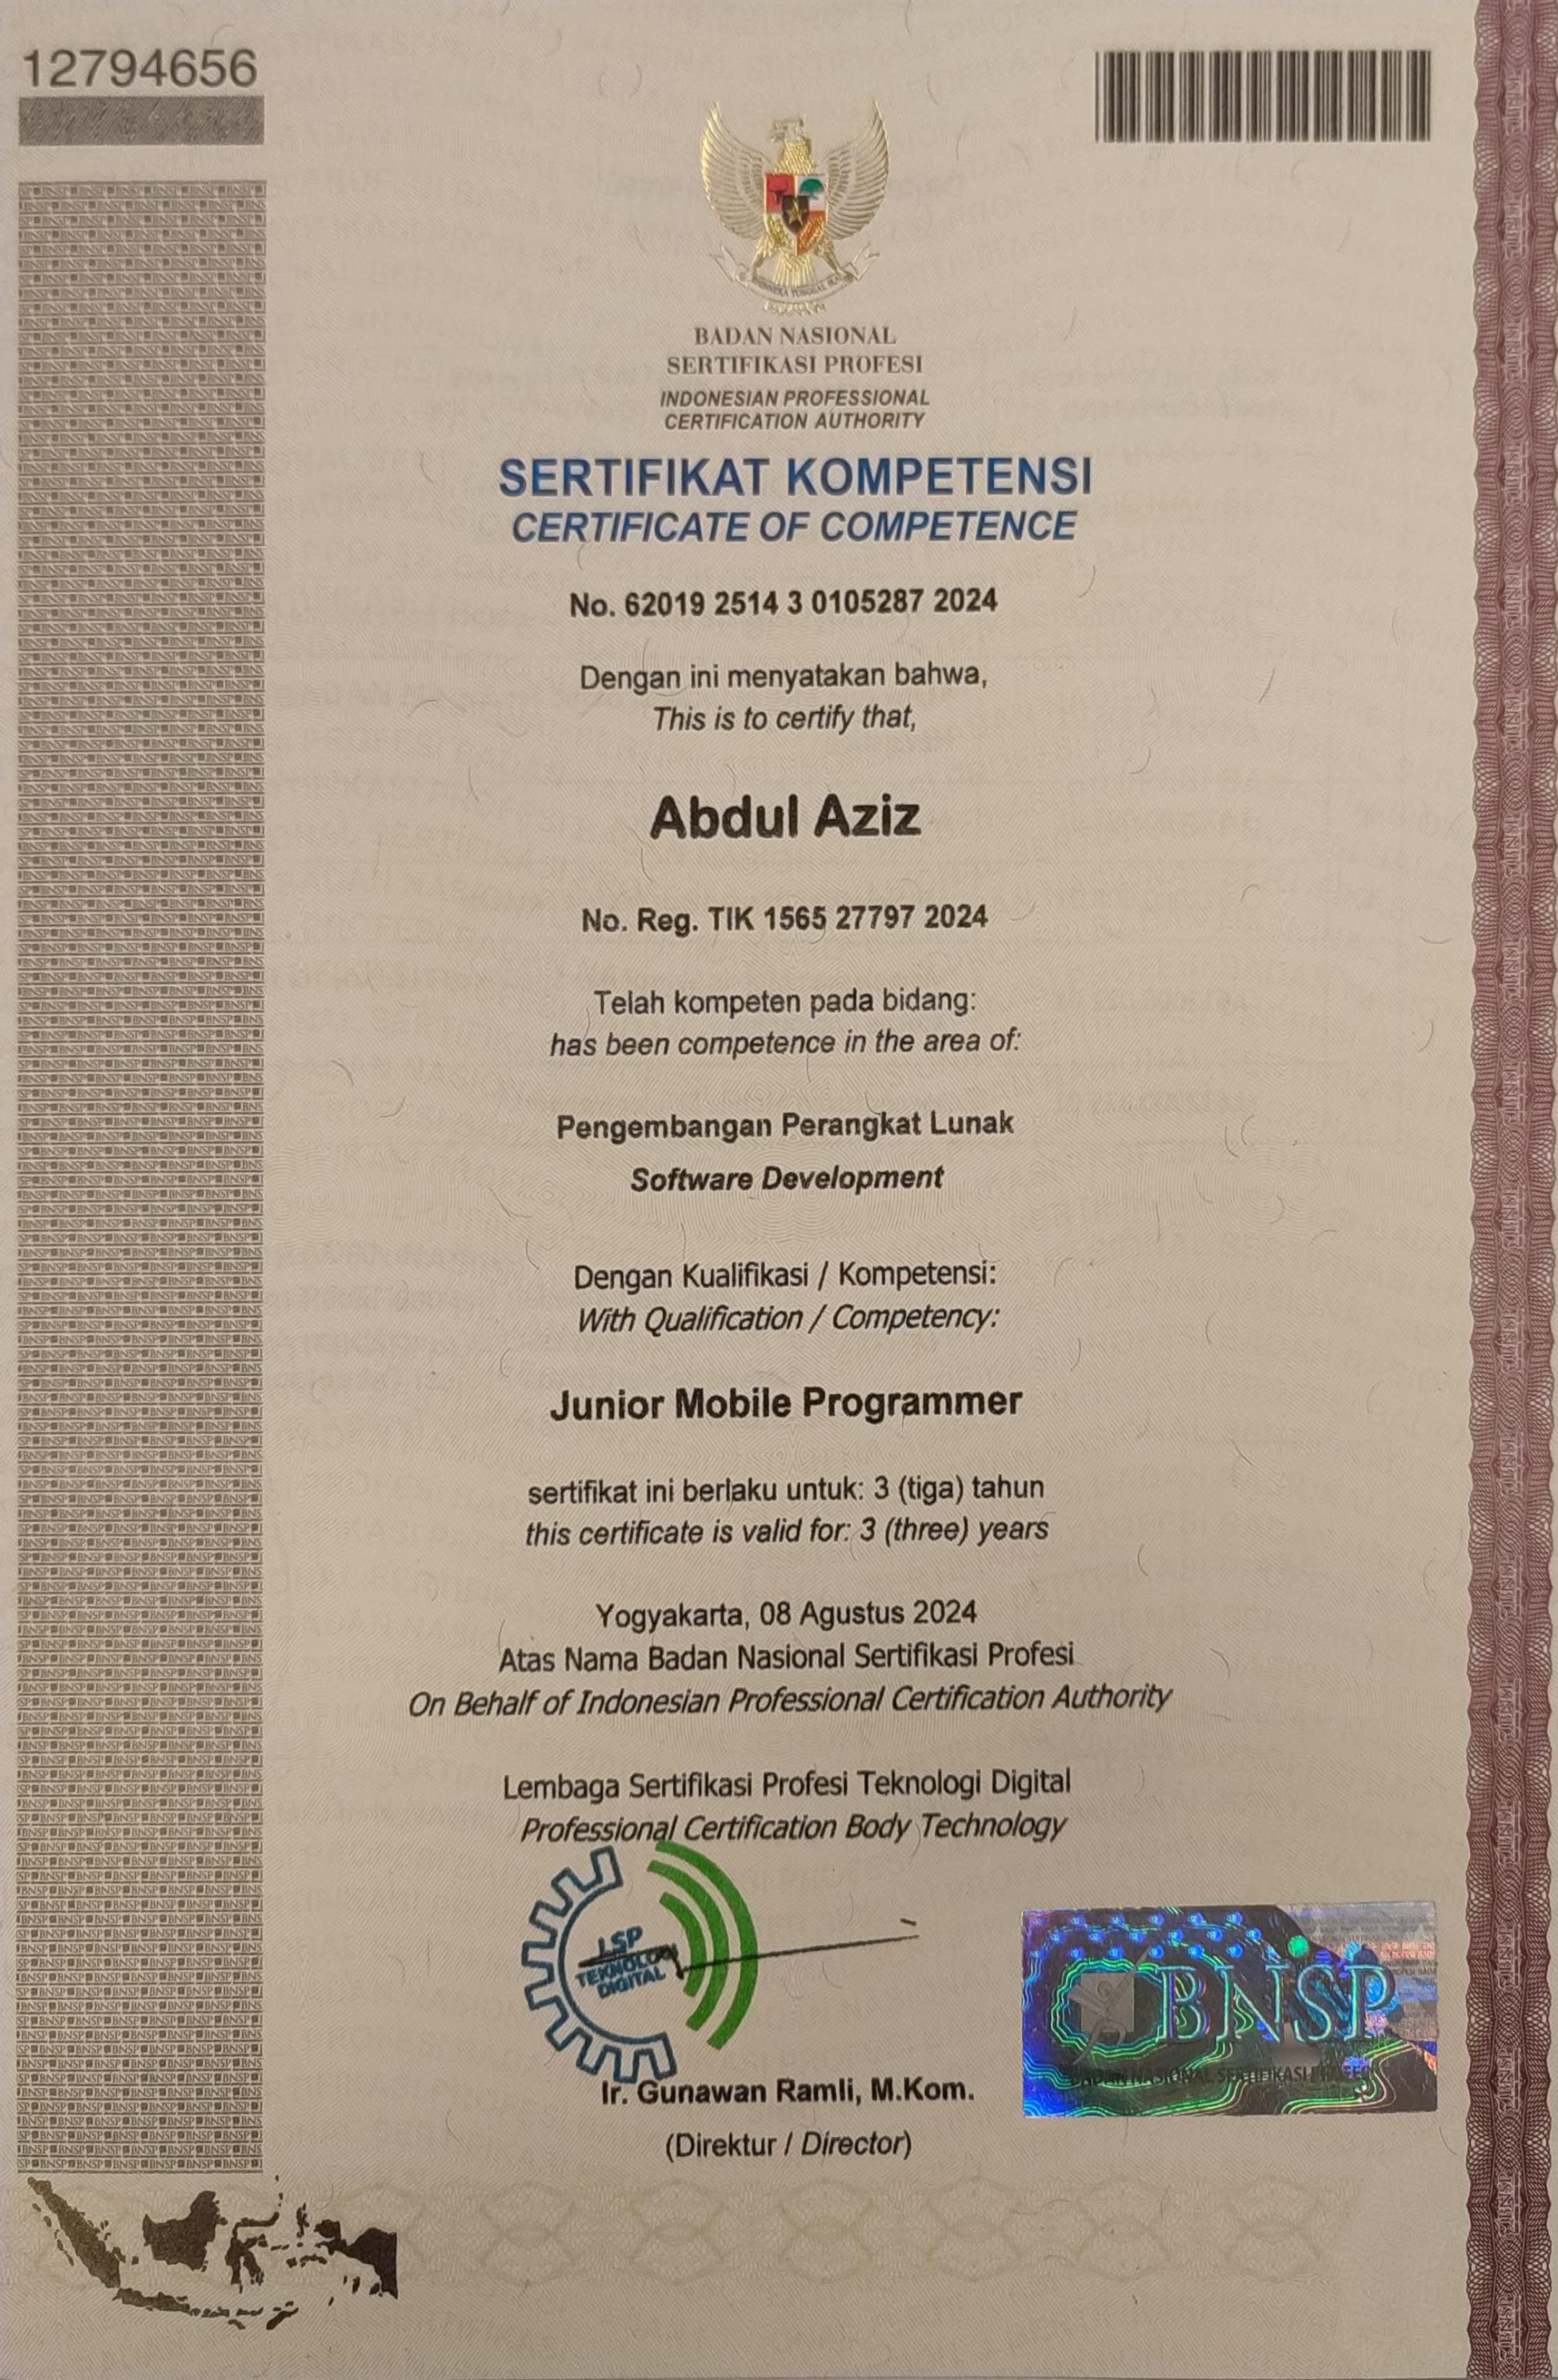 12794656
BADAN NASIONAL
SERTIFIKASI PROFESI
INDONESIAN PROFESSIONAL
CERTIFICATION AUTHORITY
SERTIFIKAT KOMPETENSI
CERTIFICATE OF COMPETENCE
No. 62019 2514 3 0105287 2024
Dengan ini menyatakan bahwa,
This is to certify that,
Abdul Aziz
No. Reg. TIK 1565 27797 2024
Telah kompeten pada bidang:
has been competence in the area of:
Pengembangan Perangkat Lunak
Software Development
Dengan Kualifikasi / Kompetensi:
With Qualification / Competency:
Junior Mobile Programmer
sertifikat ini berlaku untuk: 3 (tiga) tahun
this certificate is valid for: 3 (three) years
Yogyakarta, 08 Agustus 2024
Atas Nama Badan Nasional Sertifikasi Profesi
On Behalf of Indonesian Professional Certification Authority
Lembaga Sertifikasi Profesi Teknologi Digital
Professional Certification Body Technology
LSP
TEKNOLOGI
DIGITAL
BNSP
BADAN NASIONAL SERTIFIKASI PROFESI
Ir. Gunawan Ramli, M.Kom.
(Direktur / Director)